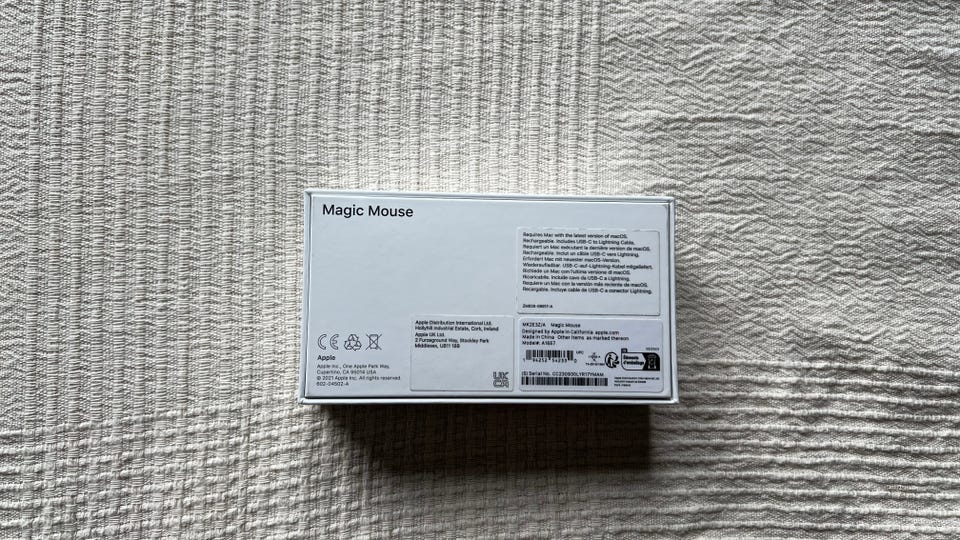 Magic Mouse
Requires Mac with the latest version of macOS.
Rechargeable. Includes USB-C to Lightning Cable.
Requiert un Mac exécutant la dernière version de macOS.
Rechargeable. Inclut un câble USB-C vers Lightning.
Erfordert Mac mit neuester macOS-Version.
Wiederaufladbar. USB-C-auf-Lightning-Kabel mitgeliefert.
Richiede un Mac con l'ultima versione di macOS.
Ricaricabile. Include cavo da USB-C a Lightning.
Requiere un Mac con la versión más reciente de macOS.
Recargable. Incluye cable de USB-C a conector Lightning.
Apple
Apple Inc., One Apple Park Way,
Cupertino, CA 95014 USA
© 2021 Apple Inc. All rights reserved.
602-04502-A
Apple Distribution International Ltd.
Hollyhill Industrial Estate, Cork, Ireland
Apple UK Ltd.
2 Furzeground Way, Stockley Park
Middlesex, UB11 1BB
UK
CA
MK2E3Z/A Magic Mouse
Designed by Apple in California apple.com
Made in China Other items as marked thereon
Model#: A1657
UPC
(S) Serial No.